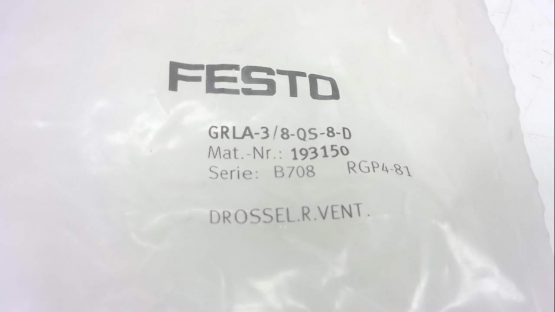 FESTO
GRLA-3/8-QS-8-D
Mat.-Nr.: 193150
Serie: B708 RGP4-81
DROSSEL.R.VENT.